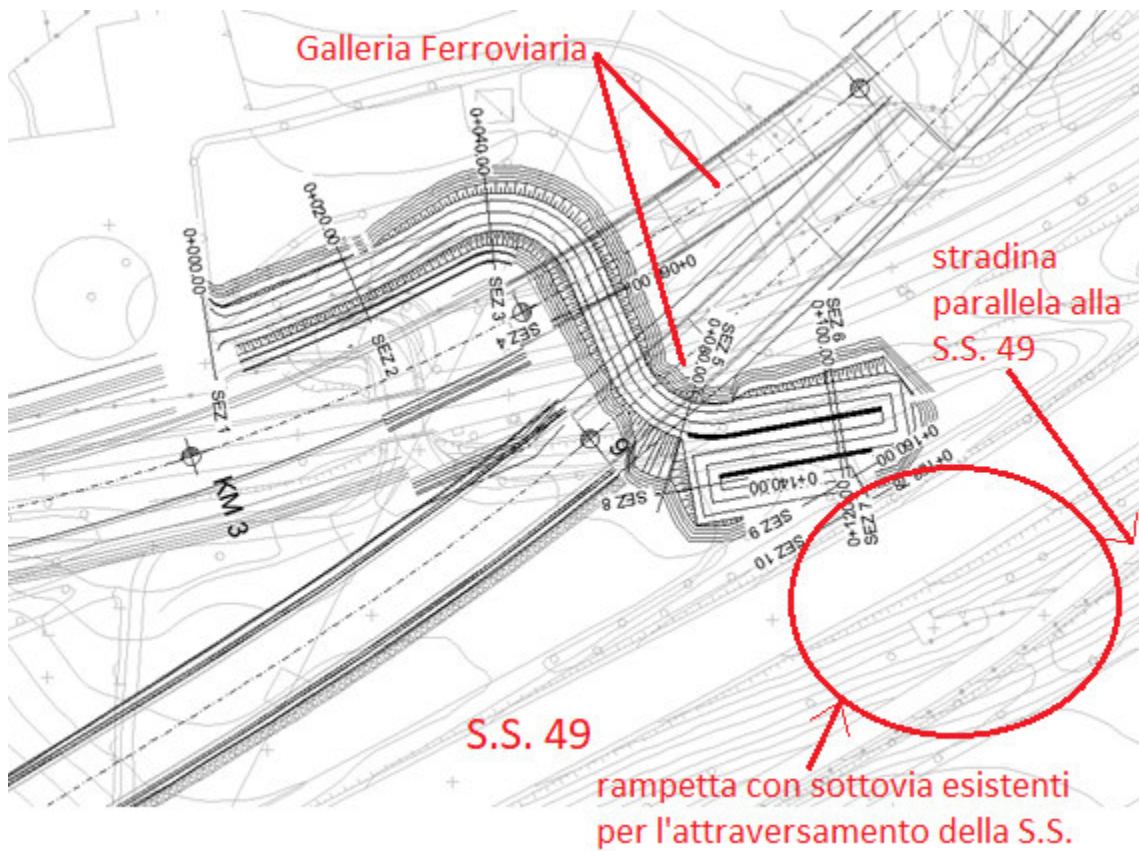 Galleria Ferroviaria
0+040.00
0+020.00
0+000.00
SEZ 3
SEZ 4
SEZ 2
SEZ 1
SEZ 5
0+080.00
SEZ 6
0+100.00
stradina
parallela alla
S.S. 49
KM 3
9
SEZ 8
0+140.00
0+160.00
SEZ 7
0+120.00
SEZ 9
SEZ 10
S.S. 49
rampetta con sottovia esistenti
per l'attraversamento della S.S.